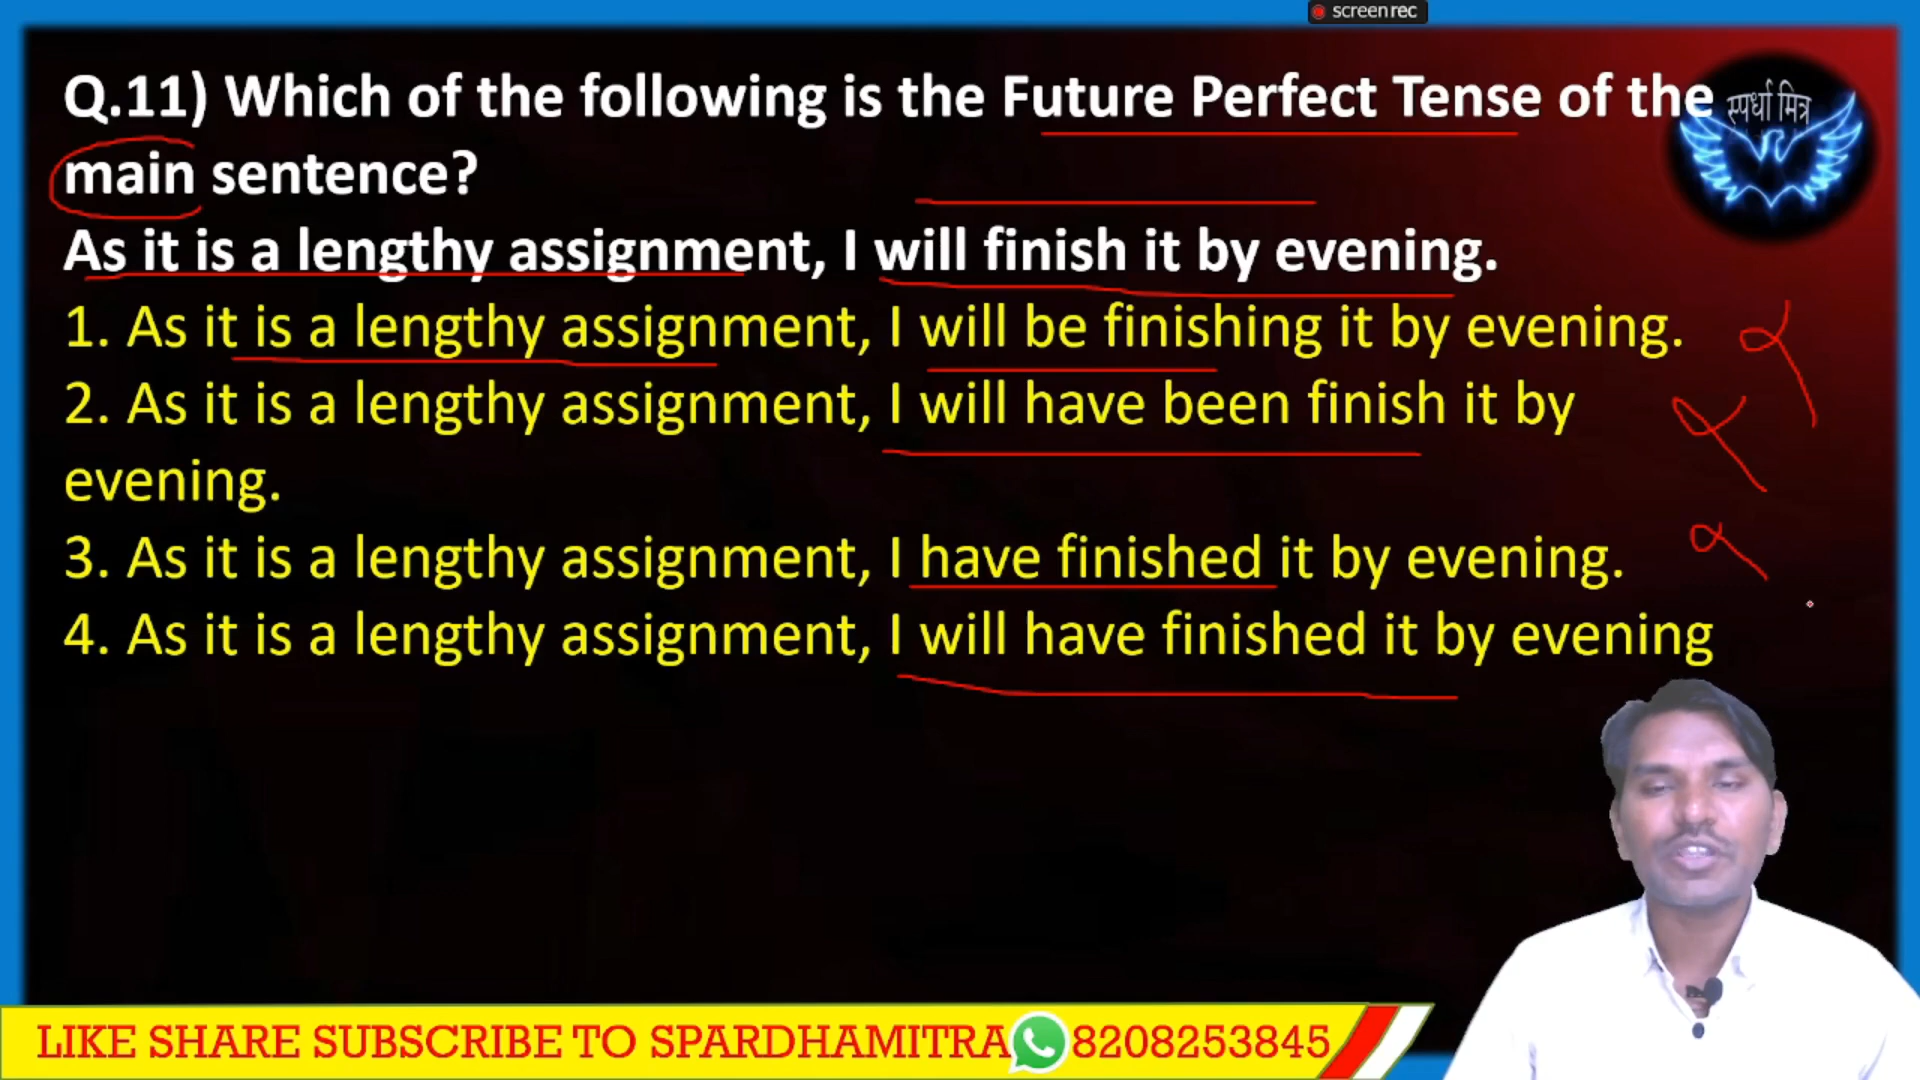 screenrec
Q.11) Which of the following is the Future Perfect Tense of the
स्पर्धा मित्र
main sentence?
As it is a lengthy assignment, I will finish it by evening.
1. As it is a lengthy assignment, I will be finishing it by evening.
2. As it is a lengthy assignment, I will have been finish it by
evening.
3. As it is a lengthy assignment, I have finished it by evening.
4. As it is a lengthy assignment, I will have finished it by evening
LIKE SHARE SUBSCRIBE TO SPARDHAMITRA 8208253845